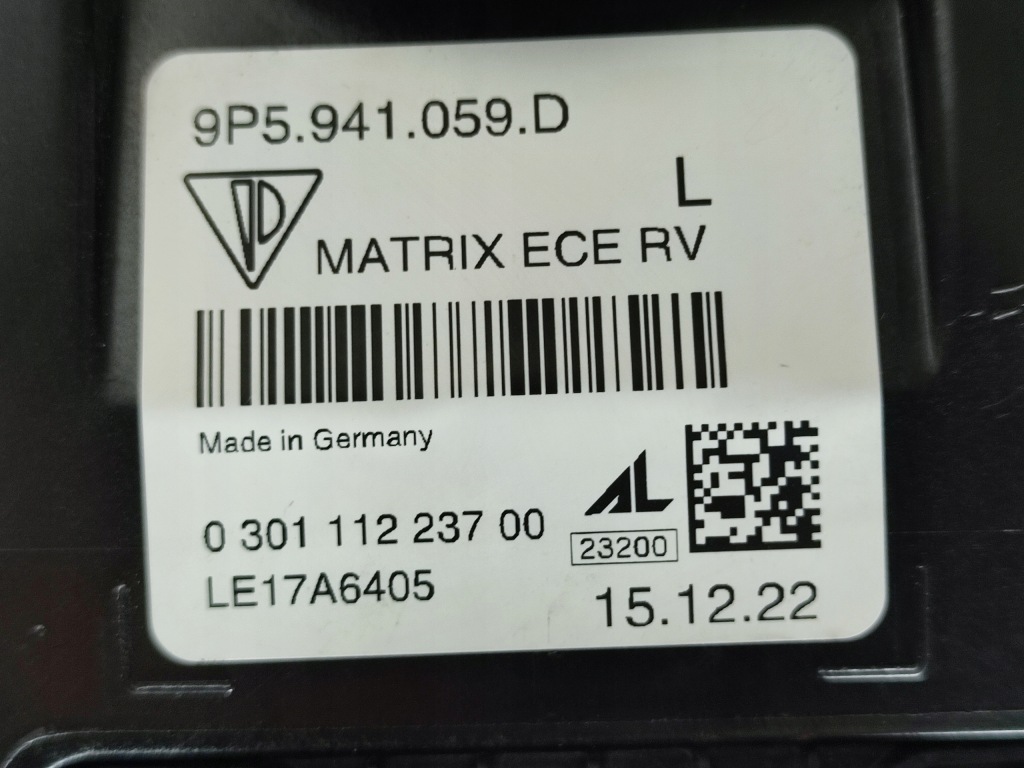 9P5.941.059.D
L
MATRIX ECE RV
Made in Germany
AL
0 301 112 237 00
23200
LE17A6405
15.12.22